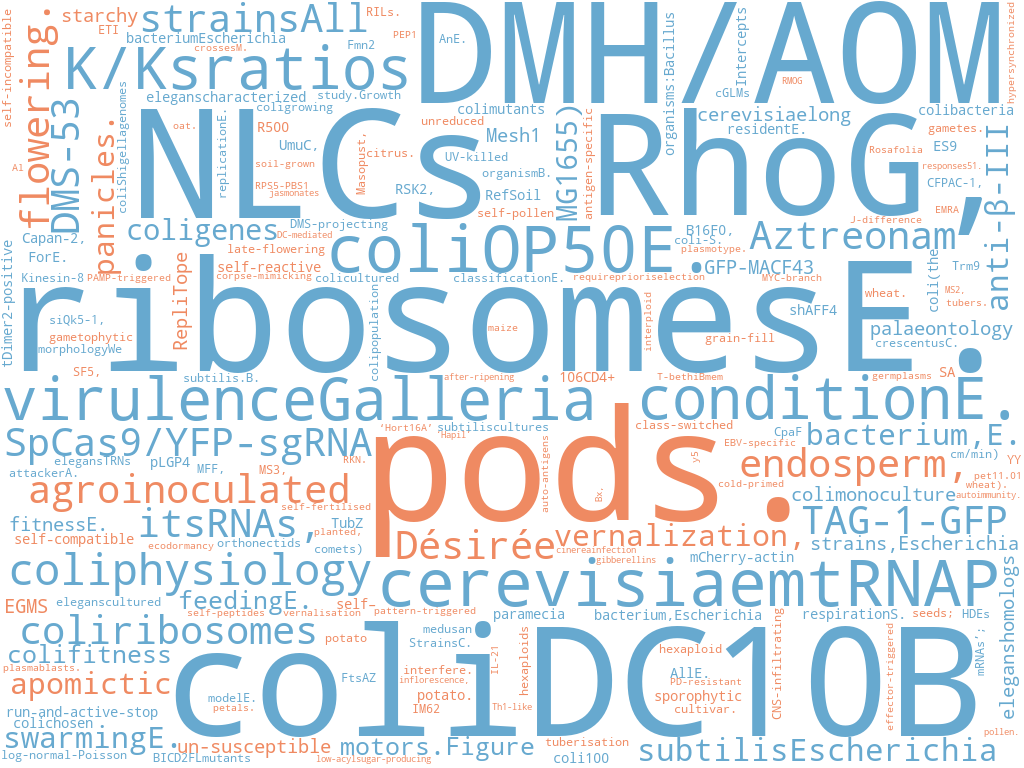 self-incompatible
flowering.
starchy
ETI
strainsAll
RILs.
PEP1
bacteriumEscherichia
crossesM.
Fmn2
AnE.
K/Ksratios
DMH/AOM
RMOG
cGLMs
Intercepts
hypersynchronized
DMS-53
panicles.
coliShigellagenomes
eleganscharacterized
study.Growth
coligrowing
oat.
replicationE.
R500
UmuC,
Masopust,
citrus.
unreduced
colimutants
Mesh1
UV-killed
organismB.
NLCs
MG1655)
antigen-specific
RhoG,
organisms:Bacillus
cerevisiaelong
residentE.
colibacteria
gametes.
ES9
Rosafolia
responses51.
CFPAC-1,
EMRA
anti-β-III
A1
soil-grown
RPS5-PBS1
jasmonates
RSK2,
RefSoil
self-pollen
DMS-projecting
DC-mediated
coligenes
late-flowering
self-reactive
corpse-mimicking
colicultured
coliOP50E.
classificationE.
requireprioriselection
B16F0,
coli-S.
plasmotype.
J-difference
Aztreonam
GFP-MACF43
MYC-branch
coli(the
Trm9
MS2,
tubers.
wheat.
Capan-2,
ForE.
Kinesin-8
PAMP-triggered
tDimer2-positive
RepliTope
siQk5-1,
gametophytic
morphologyWe
SF5,
subtilis.B.
colipopulation
ribosomesE.
maize
after-ripening
interploid
shAFF4
grain-fill
palaeontology
crescentusC.
germplasms
SA
106CD4+
T-bethiBmem
virulenceGalleria
conditionE.
'Hort16A'
Hapil
subtiliscultures
class-switched
EBV-specific
CpaF
bacterium,E.
SpCas9/YFP-sgRNA
pods.
cm/min)
YY
elegansTRNs
pLGP4
MFF,
MS3,
RKN.
auto-antigens
Bx.
y5
cold-primed
endosperm,
pet11.01
wheat).
autoimmunity.
attackerA.
agroinoculated
self-fertilised
colimonoculture
fitnessE.
self-compatible
itsRNAs,
TubZ
planted,
comets)
ecodormancy
orthonectids
Désirée
vernalization,
cinereainfection
gibberellins
TAG-1-GFP
strains,Escherichia
mCherry-actin
coliphysiology
cerevisiaemtRNAP
eleganshomologs
EGMS
eleganscultured
feedingE.
self-peptides
vernalisation
self-
pattern-triggered
paramecia
bacterium,Escherichia
respirationS.
seeds;
HDEs
coliribosomes
potato
medusan
StrainsC.
IL-21
hexaploids
hexaploid
CNS-infiltrating
effector-triggered
mRNAs';
colifitness
plasmablasts.
apomictic
coliDC10B
FtsAZ
interfere.
inflorescence,
potato.
IM62
Th1-like
AllE.
PD-resistant
sporophytic
cultivar.
modelE.
petals.
run-and-active-stop
colichosen
swarmingE.
un-susceptible
log-normal-Poisson
BICD2FLmutants
low-acylsugar-producing
motors.Figure
tuberisation
coli100
subtilisEscherichia
pollen.